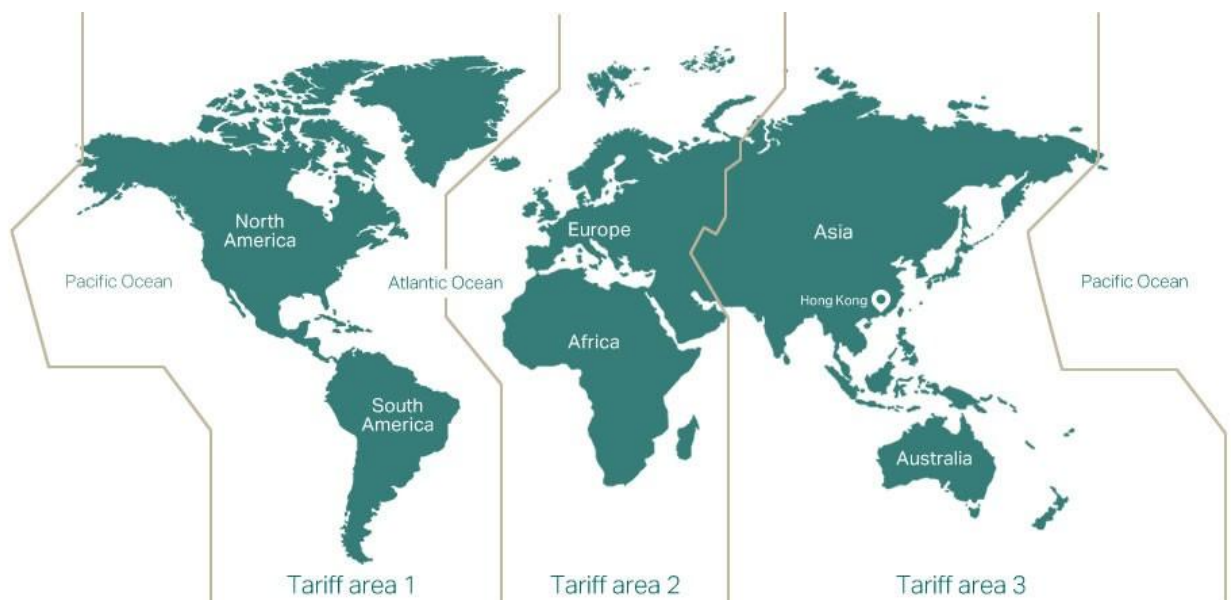 North
America
Europe
Asia
Pacific Ocean
Atlantic Ocean
Pacific Ocean
Hong Kong
Africa
South
America
Australia
Tariff area 1
Tariff area 2
Tariff area 3